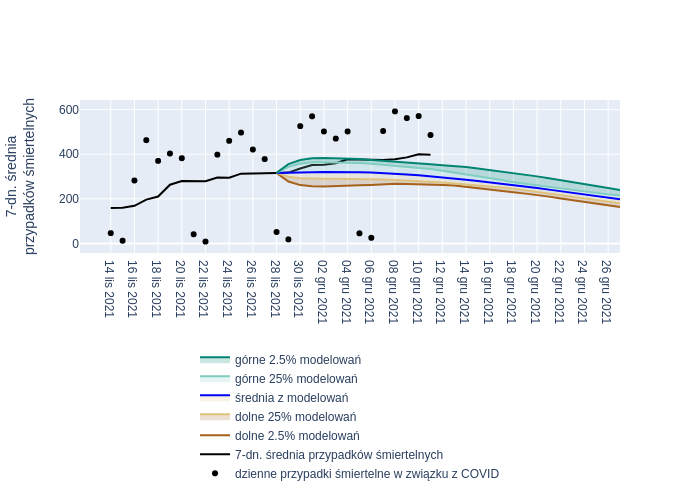 7-dn. średnia
przypadków śmiertelnych
600
400
200
0
14 lis 2021
16 lis 2021
18 lis 2021
20 lis 2021
22 lis 2021
24 lis 2021
26 lis 2021
28 lis 2021
30 lis 2021
02 gru 2021
04 gru 2021
06 gru 2021
08 gru 2021
10 gru 2021
12 gru 2021
14 gru 2021
16 gru 2021
18 gru 2021
20 gru 2021
22 gru 2021
24 gru 2021
26 gru 2021
górne 2.5% modelowań
górne 25% modelowań
średnia z modelowań
dolne 25% modelowań
dolne 2.5% modelowań
7-dn. średnia przypadków śmiertelnych
dzienne przypadki śmiertelne w związku z COVID